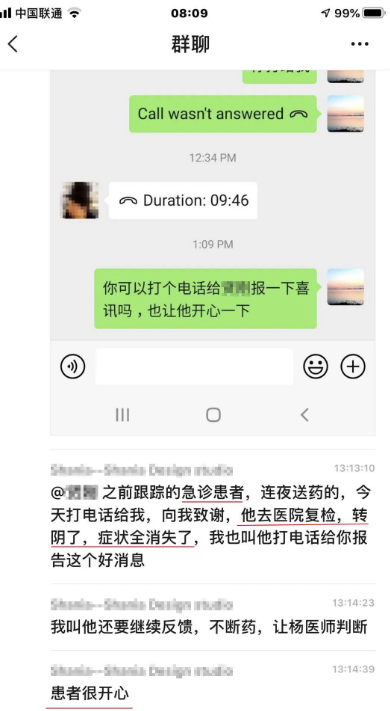 中国联通 08:09 99%
群聊
Call wasn't answered
12:34 PM
Duration: 09:46
1:09 PM
你可以打个电话给 报一下喜
讯吗，也让他开心一下
Shania--Shania Design studio 13:13:10
@ 之前跟踪的急诊患者，连夜送药的，今
天打电话给我，向我致谢，他去医院复检，转
阴了，症状全消失了，我也叫他打电话给你报
告这个好消息
Shania--Shania Design studio 13:14:23
我叫他还要继续反馈，不断药，让杨医师判断
Shania--Shania Design studio 13:14:39
患者很开心